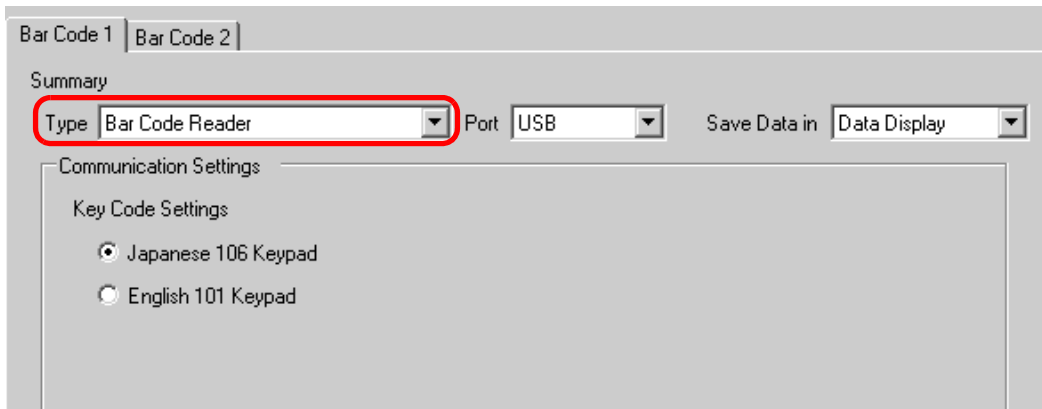 Bar Code 1 Bar Code 2
Summary
Type Bar Code Reader Port USB Save Data in Data Display
Communication Settings
Key Code Settings
Japanese 106 Keypad
English 101 Keypad